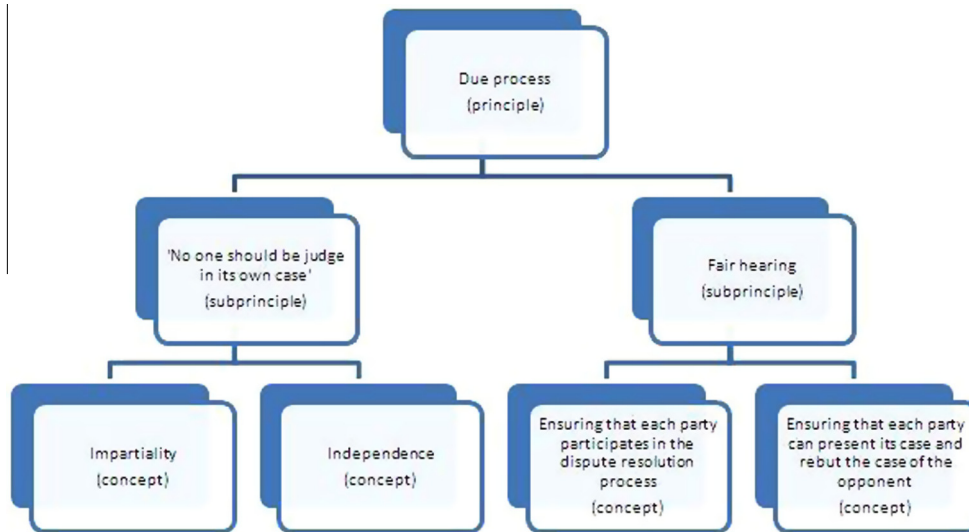 Due process
(principle)
'No one should be judge
in its own case'
(subprinciple)
Fair hearing
(subprinciple)
Impartiality
(concept)
Independence
(concept)
Ensuring that each party
participates in the
dispute resolution
process
(concept)
Ensuring that each party
can present its case and
rebut the case of the
opponent
(concept)